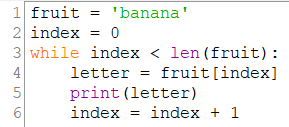 1 fruit = 'banana'
2 index = 0
3 while index < len(fruit):
4     letter = fruit[index]
5     print(letter)
6     index = index + 1